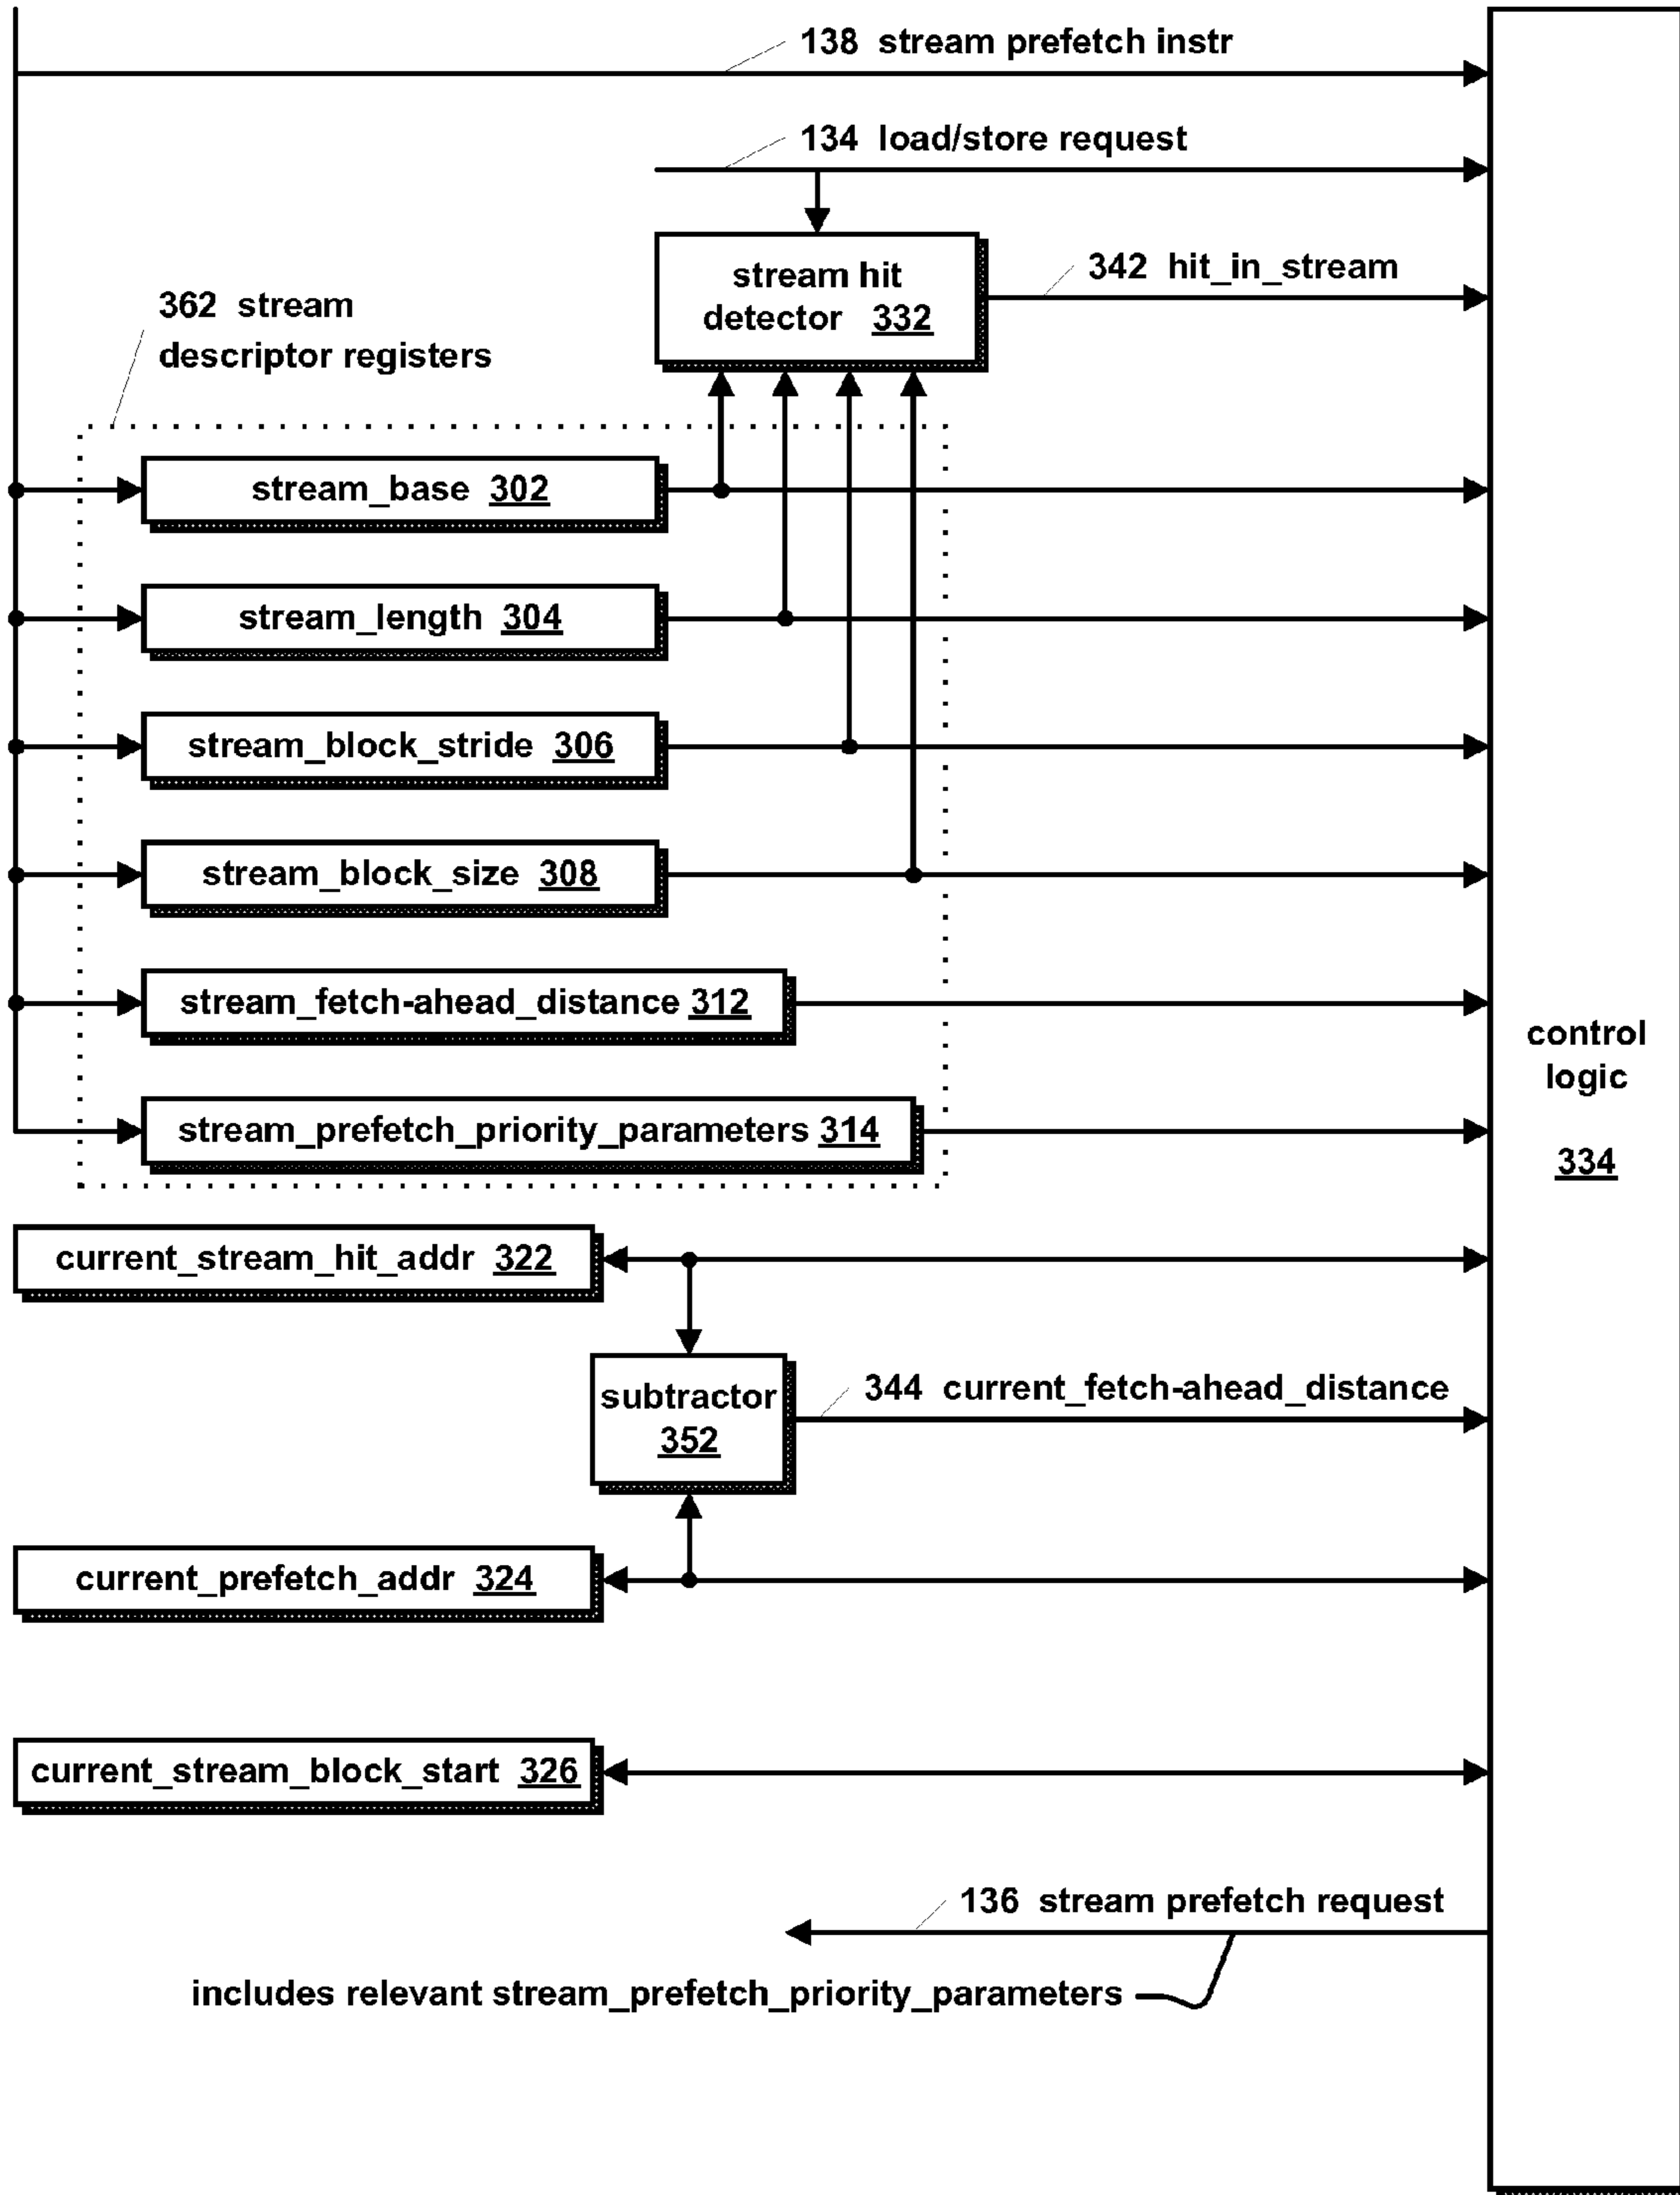 138 stream prefetch instr
134 load/store request
stream hit
detector 332
342 hit_in_stream
362 stream
descriptor registers
stream_base 302
stream_length 304
stream_block_stride 306
stream_block_size 308
stream_fetch-ahead_distance 312
stream_prefetch_priority_parameters 314
control
logic
334
current_stream_hit_addr 322
subtractor
352
344 current_fetch-ahead_distance
current_prefetch_addr 324
current_stream_block_start 326
136 stream prefetch request
includes relevant stream_prefetch_priority_parameters